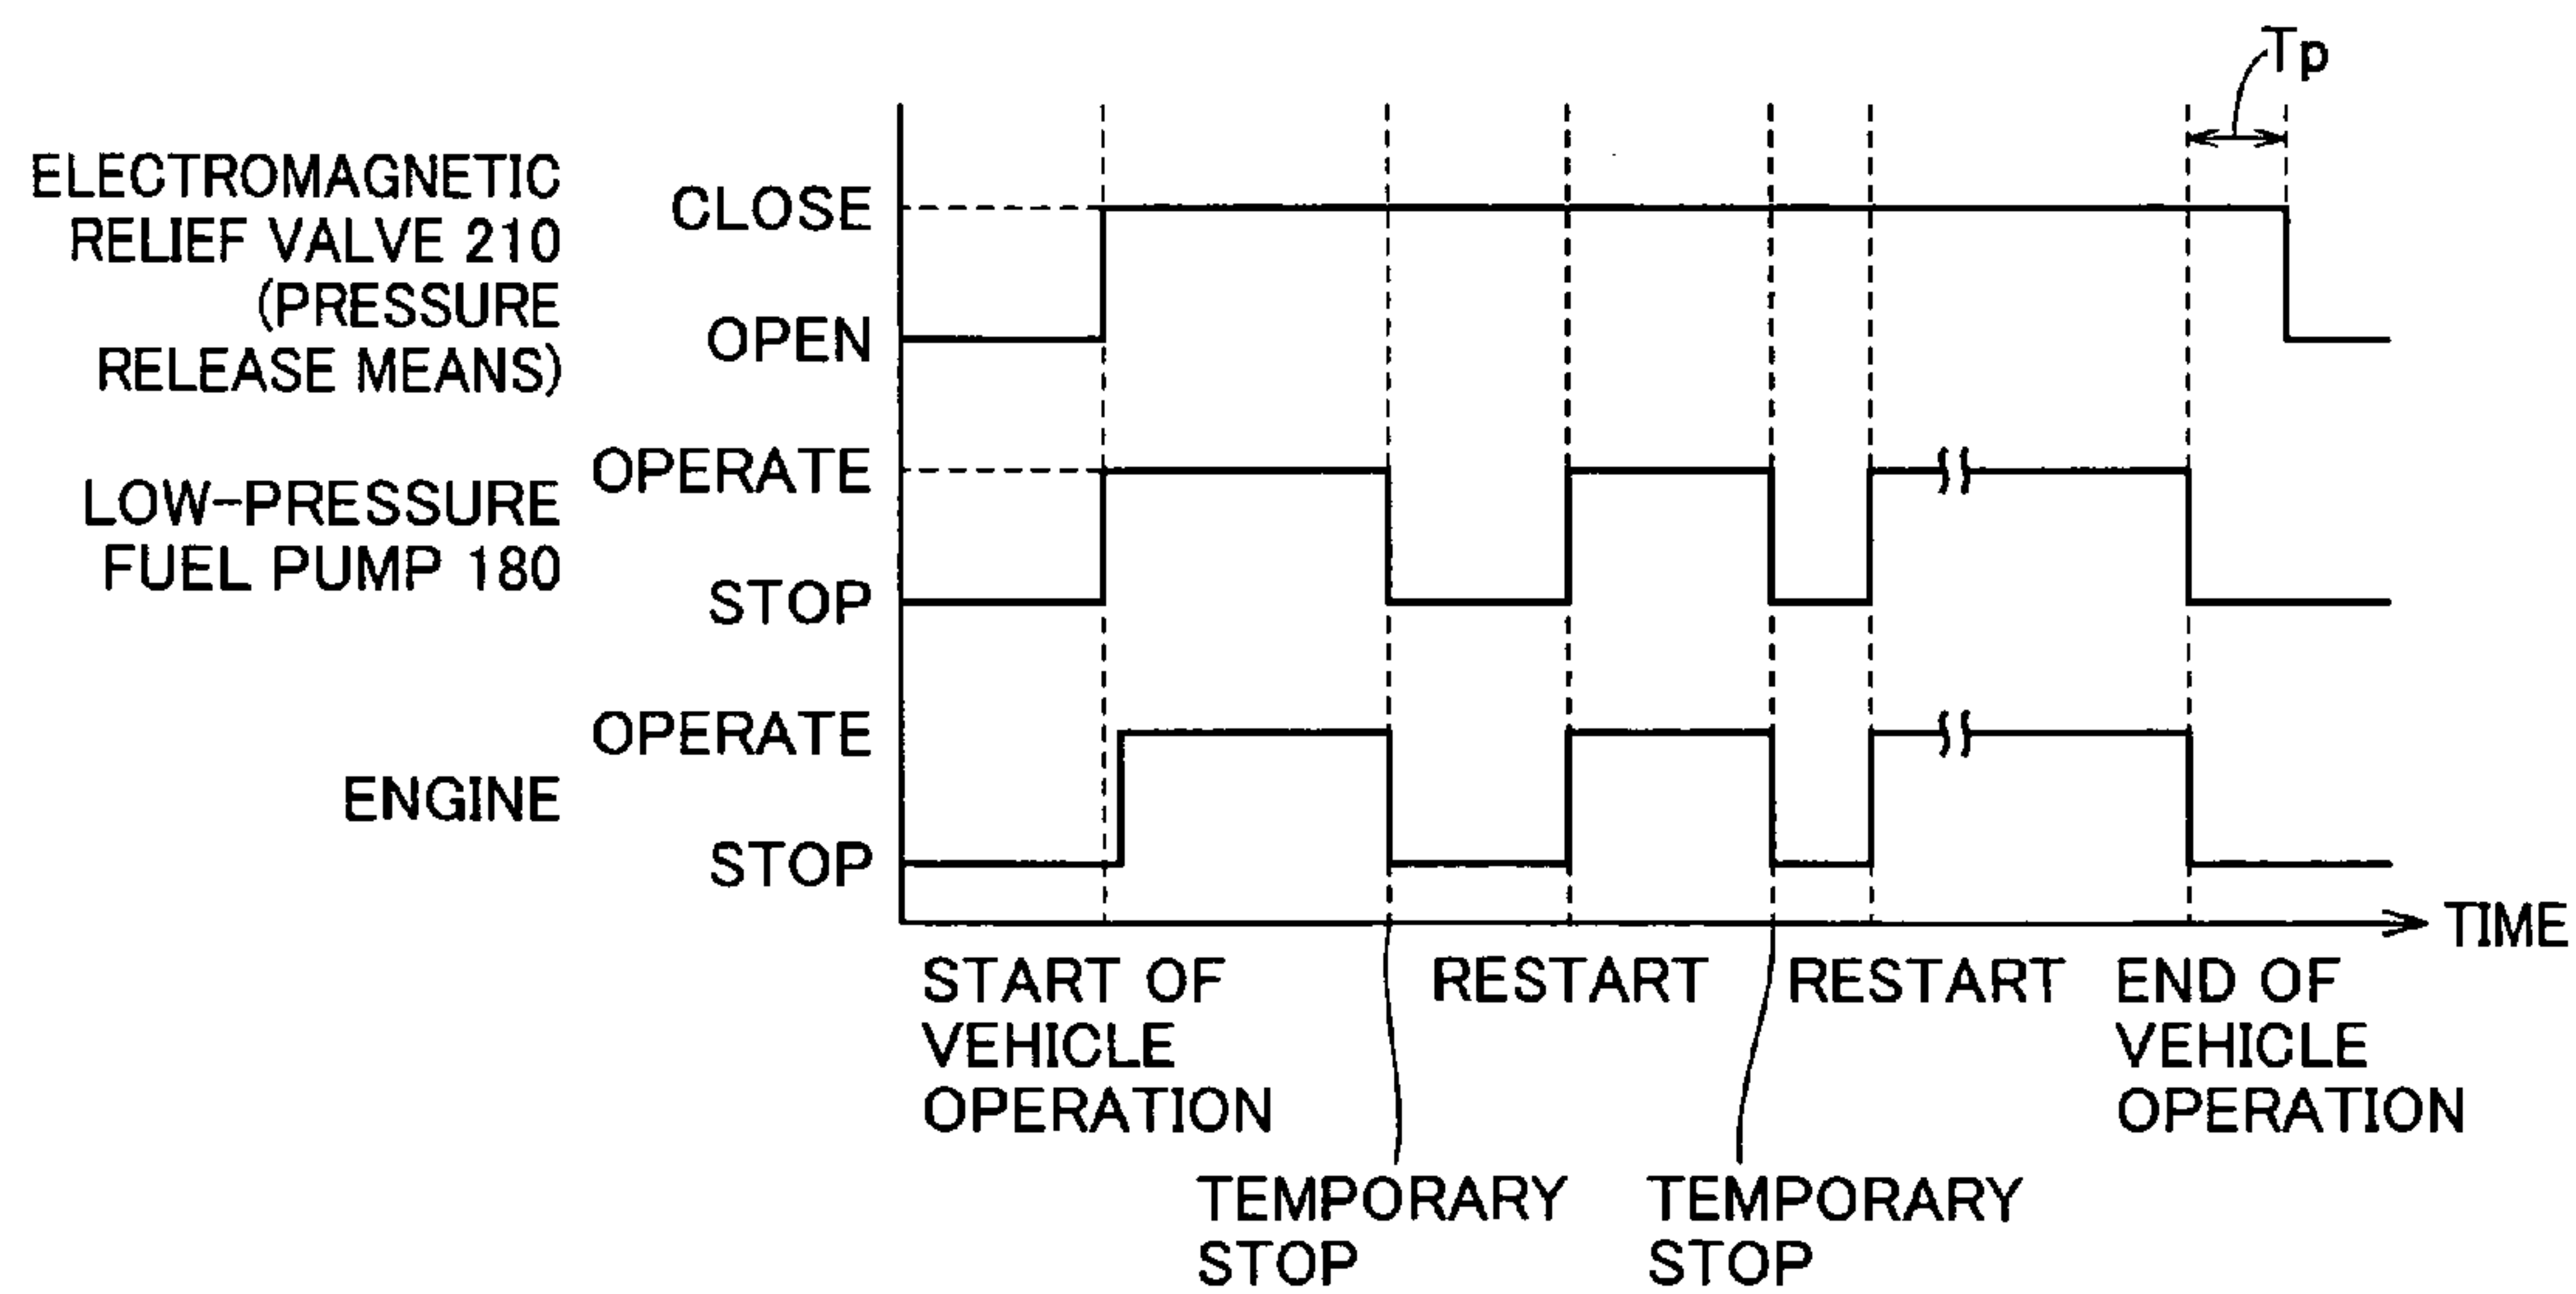 Tp
ELECTROMAGNETIC
RELIEF VALVE 210
(PRESSURE
RELEASE MEANS)
CLOSE
OPEN
LOW-PRESSURE
FUEL PUMP 180
OPERATE
STOP
ENGINE
OPERATE
STOP
TIME
START OF
VEHICLE
OPERATION
TEMPORARY
STOP
RESTART
TEMPORARY
STOP
RESTART
END OF
VEHICLE
OPERATION